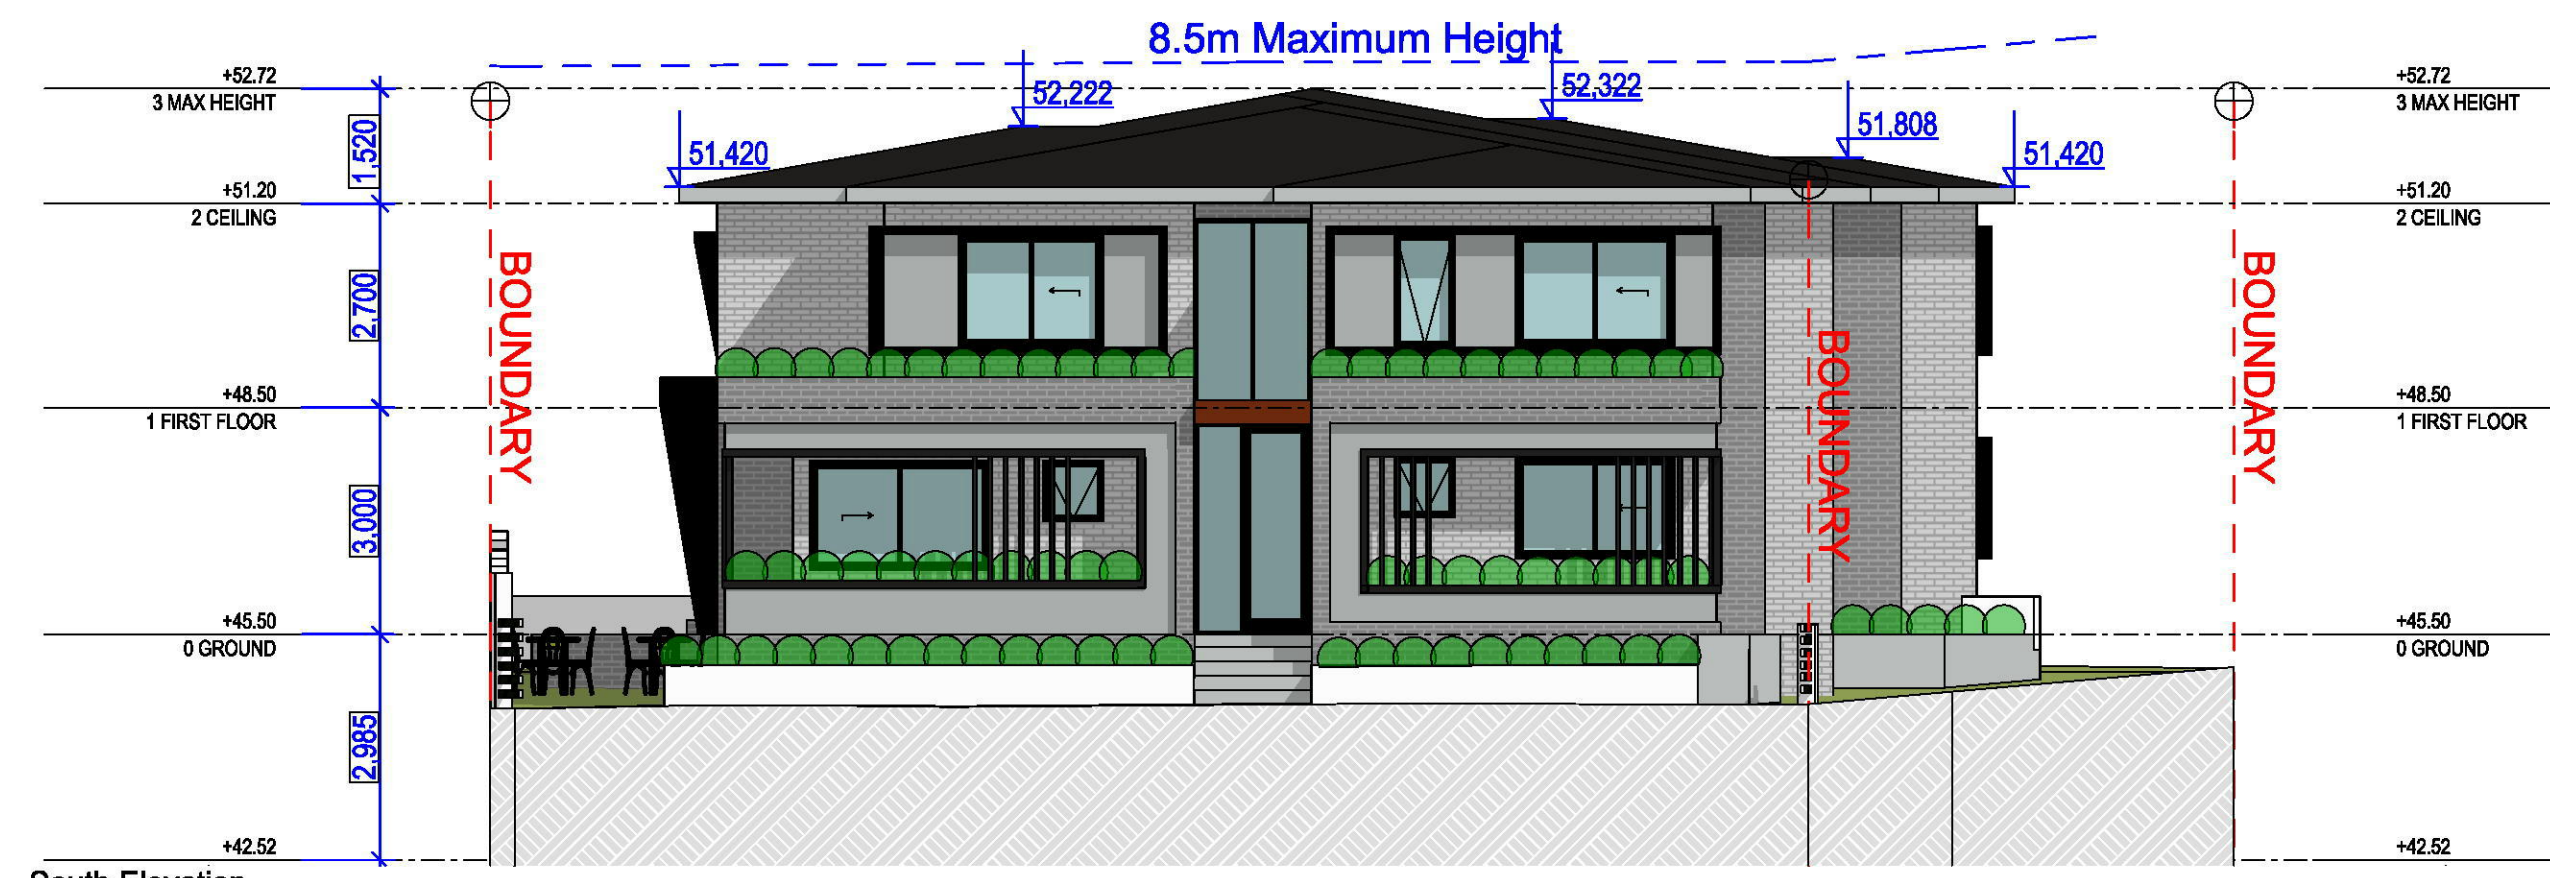 8.5m Maximum Height
+52.72
3 MAX HEIGHT
52,222
52,322
+52.72
3 MAX HEIGHT
1,520
51,420
51,808
51,420
+51.20
2 CEILING
+51.20
2 CEILING
2,700
BOUNDARY
BOUNDARY
BOUNDARY
+48.50
1 FIRST FLOOR
+48.50
1 FIRST FLOOR
3,000
+45.50
0 GROUND
+45.50
0 GROUND
2,985
+42.52
+42.52
South Elevation